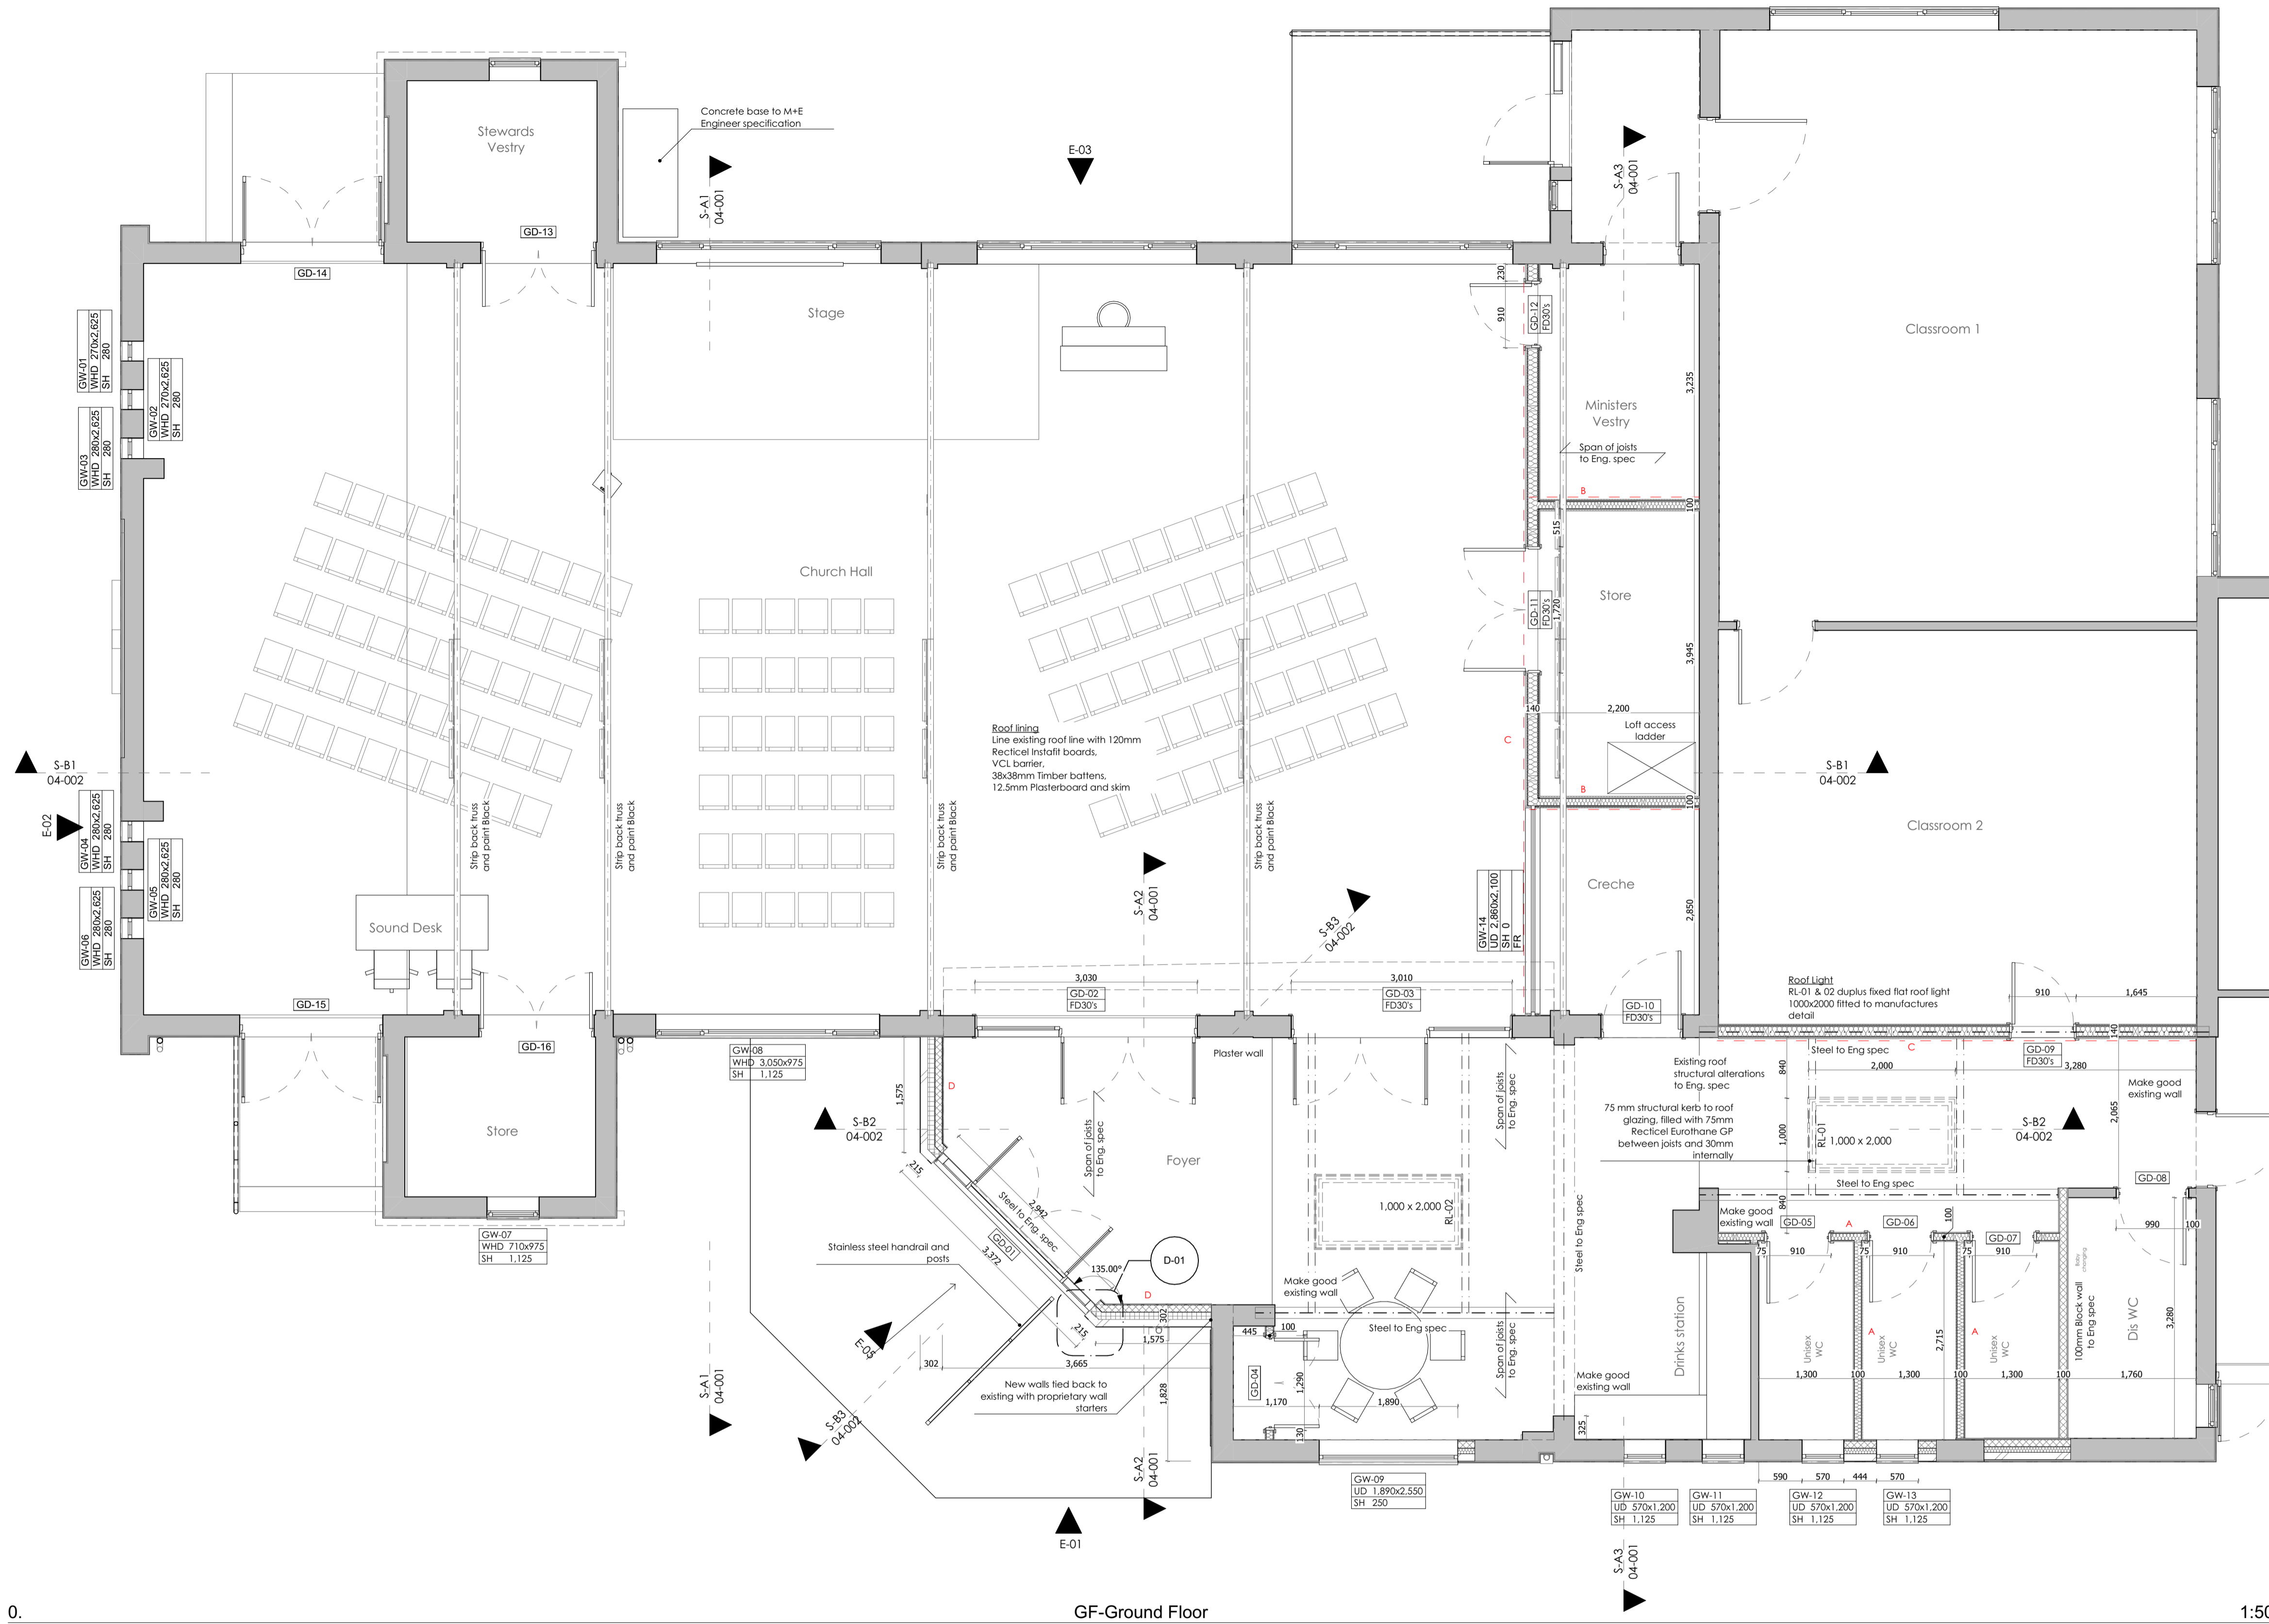 Stewards
Vestry
Concrete base to M+E
Engineer specification
S-A1
04-001
E-03
S-A3
04-001
GD-13
GD-14
Stage
GD-12
FD30's
230
910
Classroom 1
GW-01
WHD 270x2,625
SH 280
GW-02
WHD 270x2,625
SH 280
GW-03
WHD 280x2,625
SH 280
Ministers
Vestry
3,235
Span of joists
to Eng. spec
B
100
515
Church Hall
Store
GD-11
FD30's
1,720
3,945
140
2,200
Loft access
ladder
C
Roof lining
Line existing roof line with 120mm
Recticel Instafit boards,
VCL barrier,
38x38mm Timber battens,
12.5mm Plasterboard and skim
S-B1
04-002
S-B1
04-002
E-02
GW-04
WHD 280x2,625
SH 280
GW-05
WHD 280x2,625
SH 280
GW-06
WHD 280x2,625
SH 280
Strip back truss
and paint Black
Strip back truss
and paint Black
Strip back truss
and paint Black
Strip back truss
and paint Black
B
100
Classroom 2
Creche
2,850
S-A2
04-001
S-B3
04-002
GW-14
UD 2,860x2,100
SH 0
FR
Sound Desk
3,030
GD-02
FD30's
3,010
GD-03
FD30's
GD-10
FD30's
Roof Light
RL-01 & 02 duplus fixed flat roof light
1000x2000 fitted to manufactures
detail
910
1,645
140
GD-15
GD-16
GW-08
WHD 3,050x975
SH 1,125
Plaster wall
Existing roof
structural alterations
to Eng. spec
Steel to Eng spec
C
GD-09
FD30's
840
2,000
3,280
Make good
existing wall
1,575
D
Span of joists
to Eng. spec
Span of joists
to Eng. spec
75 mm structural kerb to roof
glazing, filled with 75mm
Recticel Eurothane GP
between joists and 30mm
internally
1,000
RL-01
1,000 x 2,000
2,065
S-B2
04-002
S-B2
04-002
Store
Foyer
215
2,942
Steel to Eng. spec
GD-01
3,372
Steel to Eng spec
840
GD-08
1,000 x 2,000
RL-02
Steel to Eng spec
Make good
existing wall
GD-05
A
GD-06
100
GD-07
990
100
GW-07
WHD 710x975
SH 1,125
Stainless steel handrail and
posts
135.00°
D-01
75
910
75
910
75
910
Baby
changing
Make good
existing wall
D
302
215
1,575
445
100
Steel to Eng spec
Span of joists
to Eng. spec
Drinks station
Unisex
WC
A
Unisex
WC
2,715
A
Unisex
WC
100mm Block wall
to Eng spec
Dis WC
3,280
E-05
302
3,665
GD-04
1,290
Make good
existing wall
1,300
100
1,300
100
1,300
100
1,760
S-A1
04-001
New walls tied back to
existing with proprietary wall
starters
1,828
1,170
1,890
130
325
S-B3
04-002
S-A2
04-001
GW-09
UD 1,890x2,550
SH 250
590
570
444
570
GW-10
UD 570x1,200
SH 1,125
GW-11
UD 570x1,200
SH 1,125
GW-12
UD 570x1,200
SH 1,125
GW-13
UD 570x1,200
SH 1,125
E-01
S-A3
04-001
0.
GF-Ground Floor
1:50